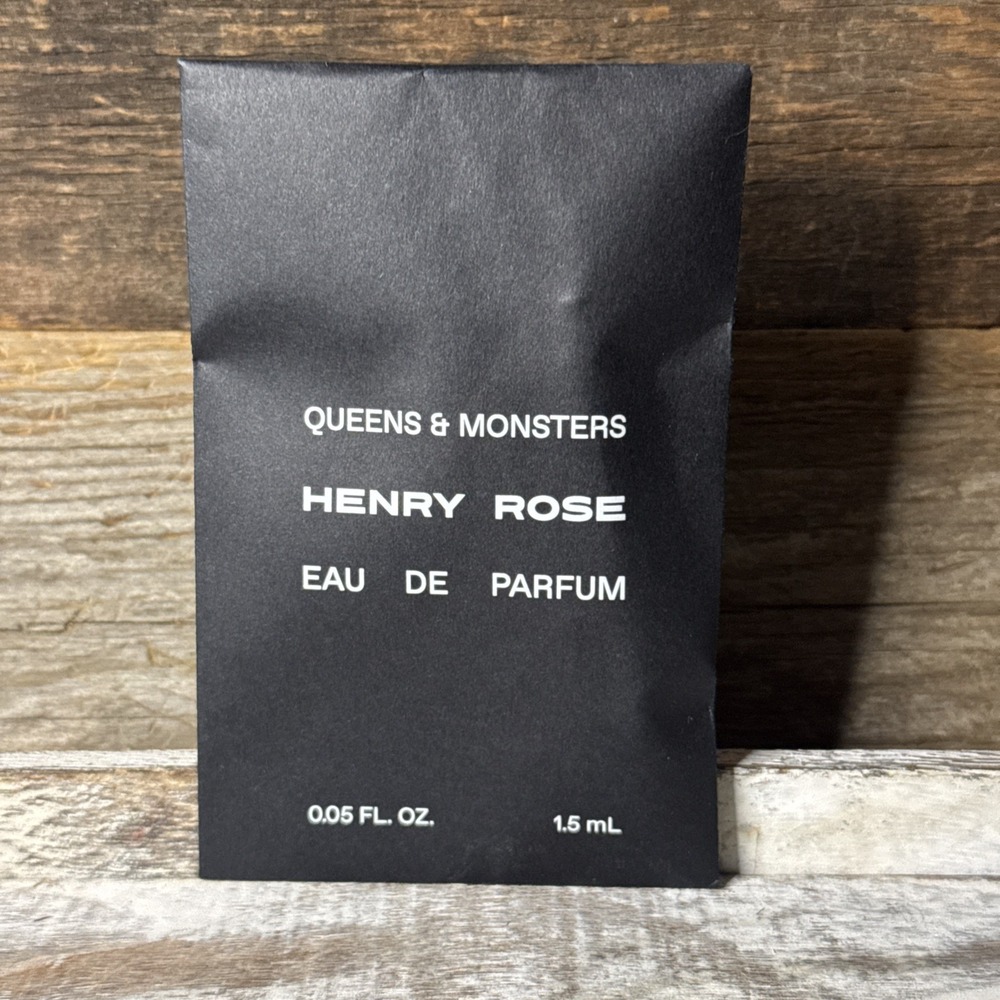 QUEENS & MONSTERS
HENRY ROSE
EAU DE PARFUM
0.05 FL. OZ. 1.5 mL